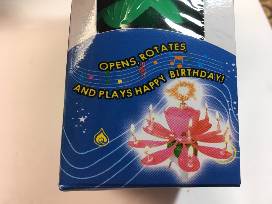 OPENS, ROTATES
AND PLAYS HAPPY BIRTHDAY!